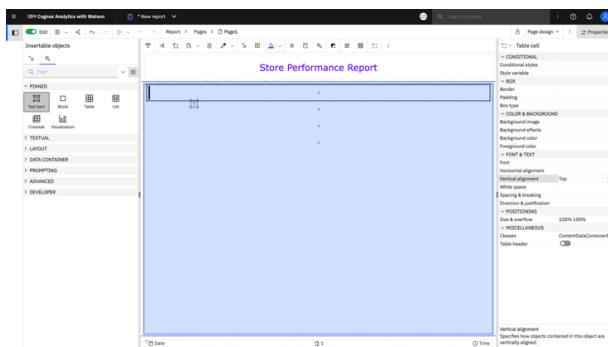 IBM Cognos Analytics with Watson
* New report
Search content
Edit
Report > Pages > Page1
Page design
Properties
Insertable objects
Find
PINNED
Text item
Block
Table
List
Crosstab
Visualization
TEXTUAL
LAYOUT
DATA CONTAINER
PROMPTING
ADVANCED
DEVELOPER
Store Performance Report
Date
1
Time
Table cell
CONDITIONAL
Conditional styles
Style variable
BOX
Border
Padding
Box type
COLOR & BACKGROUND
Background image
Background effects
Background color
Foreground color
FONT & TEXT
Font
Horizontal alignment
Vertical alignment Top
White space
Spacing & breaking
Direction & justification
POSITIONING
Size & overflow 100% 100%
MISCELLANEOUS
Classes ContentDataContainerB
Table header
Vertical alignment
Specifies how objects contained in this object are
vertically aligned.